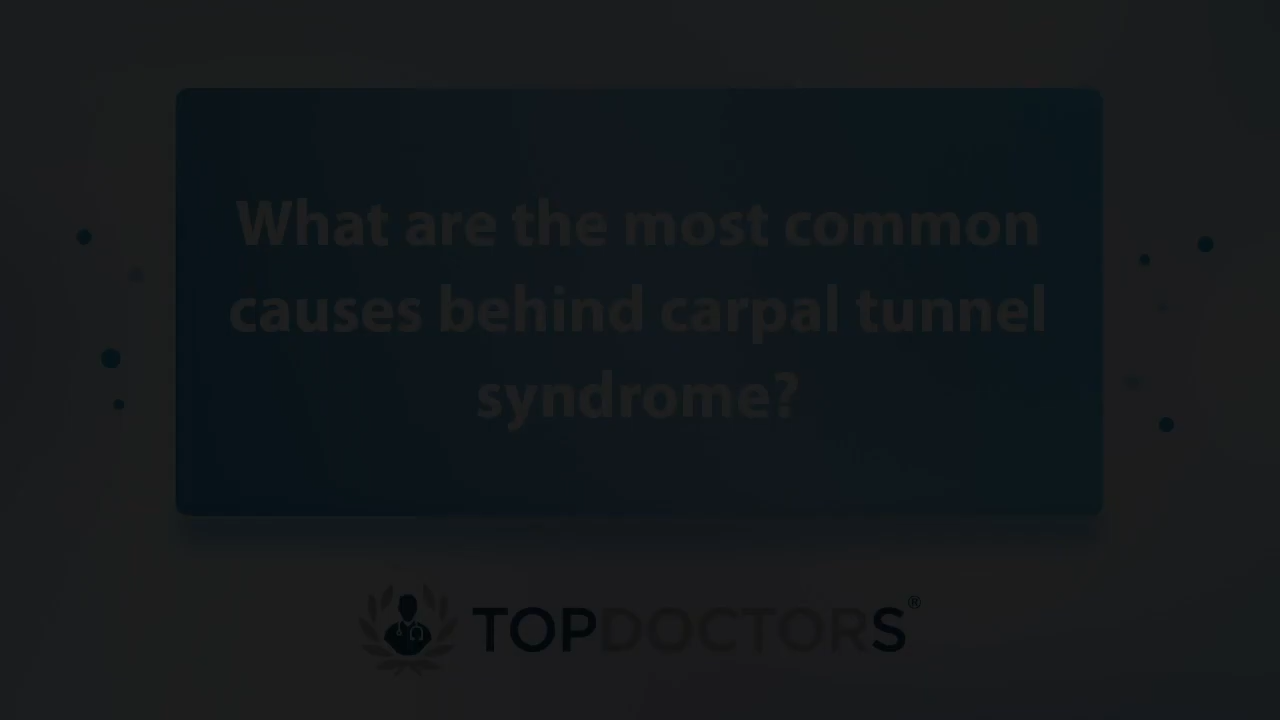 What are the most common
causes behind carpal tunnel
syndrome?
TOPDOCTORS®